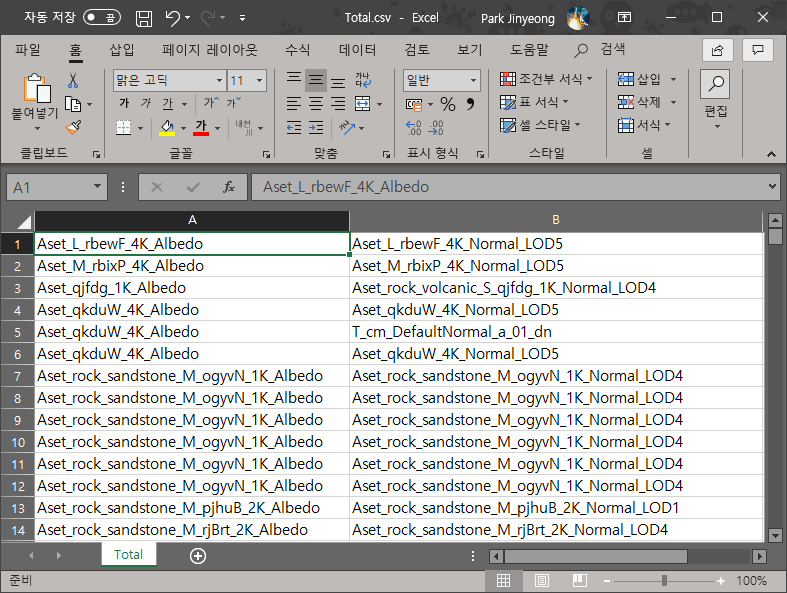 자동 저장 끔 Total.csv - Excel Park Jinyeong
파일 홈 삽입 페이지 레이아웃 수식 데이터 검토 보기 도움말 검색
붙여넣기 맑은 고딕 11 가나다 일반 조건부 서식 삽입 편집
가 가 가 가 가 % 표 서식 삭제
가 내천 셀 스타일 서식
클립보드 글꼴 맞춤 표시 형식 스타일 셀
A1 fx Aset_L_rbewF_4K_Albedo
A B
1 Aset_L_rbewF_4K_Albedo Aset_L_rbewF_4K_Normal_LOD5
2 Aset_M_rbixP_4K_Albedo Aset_M_rbixP_4K_Normal_LOD5
3 Aset_qjfdg_1K_Albedo Aset_rock_volcanic_S_qjfdg_1K_Normal_LOD4
4 Aset_qkduW_4K_Albedo Aset_qkduW_4K_Normal_LOD5
5 Aset_qkduW_4K_Albedo T_cm_DefaultNormal_a_01_dn
6 Aset_qkduW_4K_Albedo Aset_qkduW_4K_Normal_LOD5
7 Aset_rock_sandstone_M_ogyvN_1K_Albedo Aset_rock_sandstone_M_ogyvN_1K_Normal_LOD4
8 Aset_rock_sandstone_M_ogyvN_1K_Albedo Aset_rock_sandstone_M_ogyvN_1K_Normal_LOD4
9 Aset_rock_sandstone_M_ogyvN_1K_Albedo Aset_rock_sandstone_M_ogyvN_1K_Normal_LOD4
10 Aset_rock_sandstone_M_ogyvN_1K_Albedo Aset_rock_sandstone_M_ogyvN_1K_Normal_LOD4
11 Aset_rock_sandstone_M_ogyvN_1K_Albedo Aset_rock_sandstone_M_ogyvN_1K_Normal_LOD4
12 Aset_rock_sandstone_M_ogyvN_1K_Albedo Aset_rock_sandstone_M_ogyvN_1K_Normal_LOD4
13 Aset_rock_sandstone_M_pjhuB_2K_Albedo Aset_rock_sandstone_M_pjhuB_2K_Normal_LOD1
14 Aset_rock_sandstone_M_rjBrt_2K_Albedo Aset_rock_sandstone_M_rjBrt_2K_Normal_LOD4
Total
준비 100%